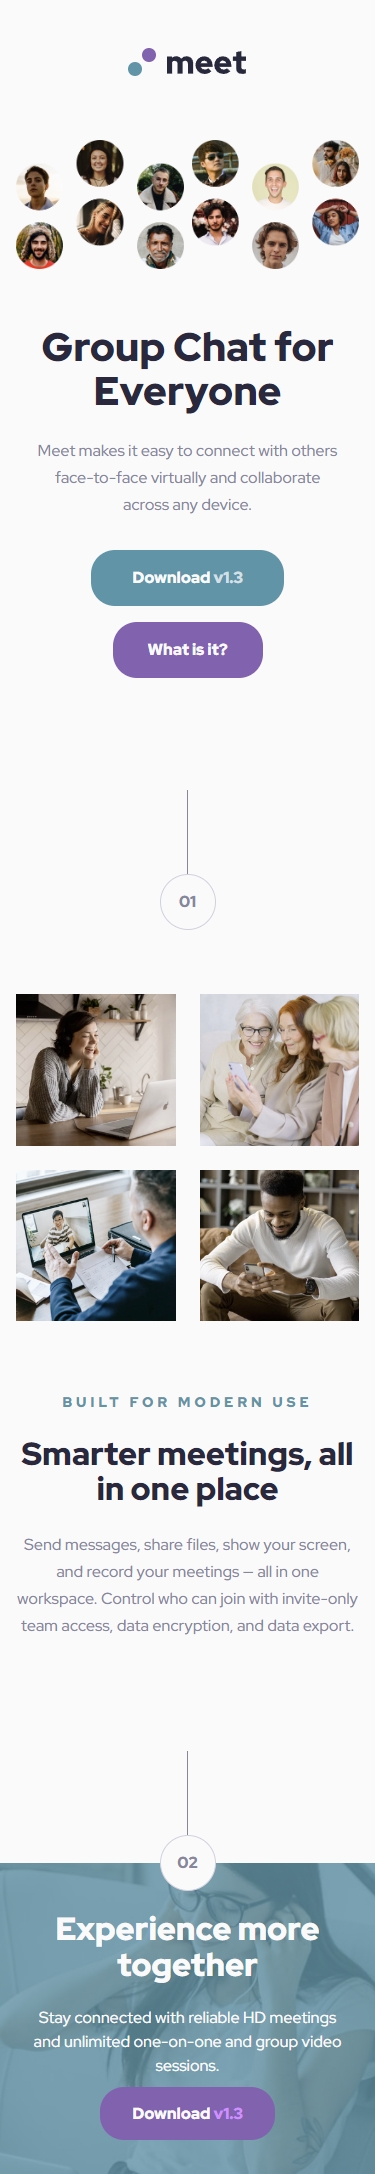 meet
Group Chat for
Everyone
Meet makes it easy to connect with others
face-to-face virtually and collaborate
across any device.
Download v1.3
What is it?
01
BUILT FOR MODERN USE
Smarter meetings, all
in one place
Send messages, share files, show your screen,
and record your meetings — all in one
workspace. Control who can join with invite-only
team access, data encryption, and data export.
02
Experience more
together
Stay connected with reliable HD meetings
and unlimited one-on-one and group video
sessions.
Download v1.3